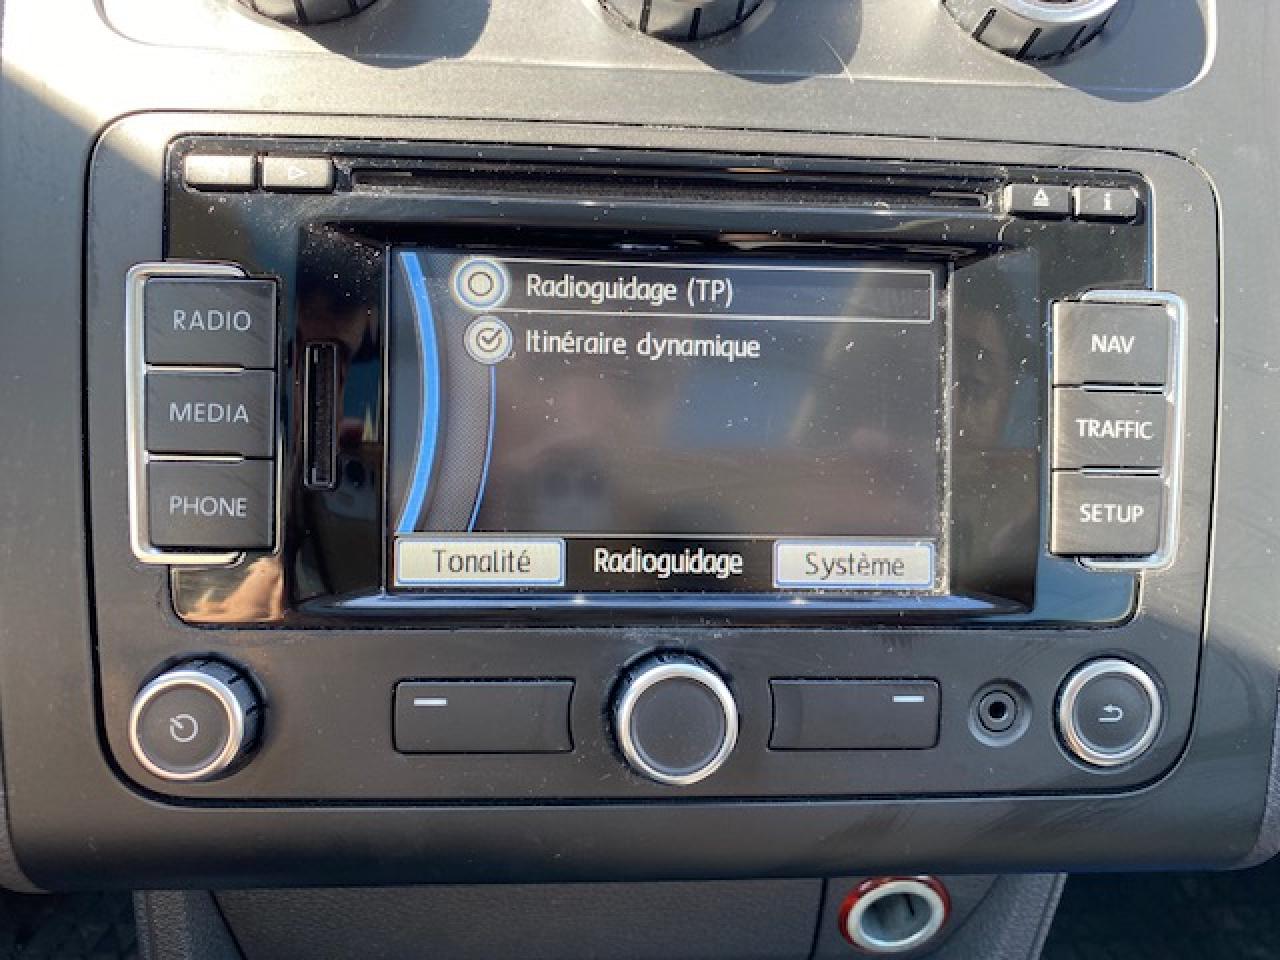 RADIO
MEDIA
PHONE
Radioguidage (TP)
Itinéraire dynamique
Tonalité
Radioguidage
Système
i
NAV
TRAFFIC
SETUP